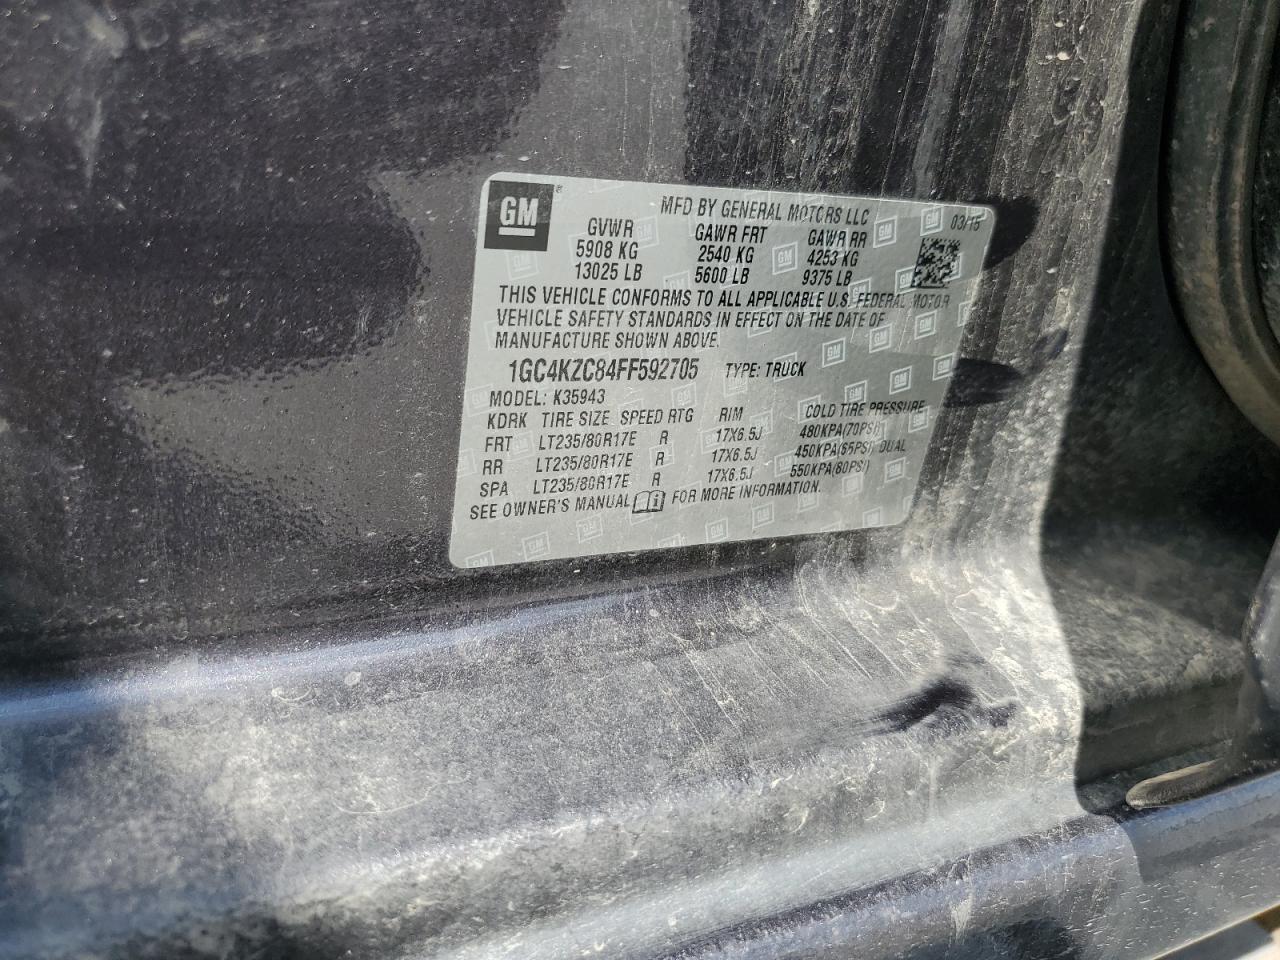 GM
MFD BY GENERAL MOTORS LLC 03/15
GVWR GAWR FRT GAWR RR
5908 KG 2540 KG 4253 KG
13025 LB 5600 LB 9375 LB
THIS VEHICLE CONFORMS TO ALL APPLICABLE U.S. FEDERAL MOTOR
VEHICLE SAFETY STANDARDS IN EFFECT ON THE DATE OF
MANUFACTURE SHOWN ABOVE.
1GC4KZC84FF592705 TYPE: TRUCK
MODEL: K35943
KDRK TIRE SIZE SPEED RTG RIM COLD TIRE PRESSURE
FRT LT235/80R17E R 17X6.5J 480KPA(70PSI)
RR LT235/80R17E R 17X6.5J 450KPA(65PSI) DUAL
SPA LT235/80R17E R 17X6.5J 550KPA(80PSI)
SEE OWNER'S MANUAL FOR MORE INFORMATION.